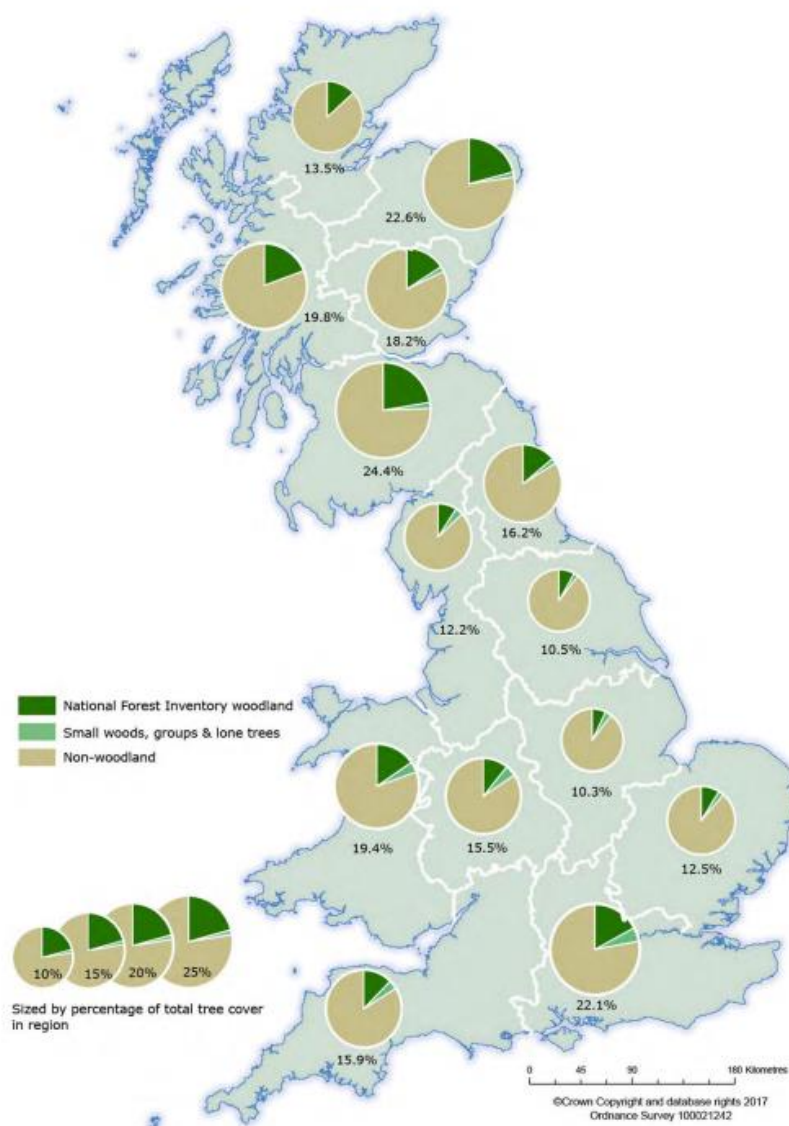 13.5%
22.6%
19.8%
18.2%
24.4%
16.2%
12.2%
10.5%
National Forest Inventory woodland
Small woods, groups & lone trees
Non-woodland
10.3%
19.4%
15.5%
12.5%
10%
15%
20%
25%
Sized by percentage of total tree cover
in region
22.1%
15.9%
0 45 90 180 Kilometres
©Crown Copyright and database rights 2017
Ordnance Survey 100021242